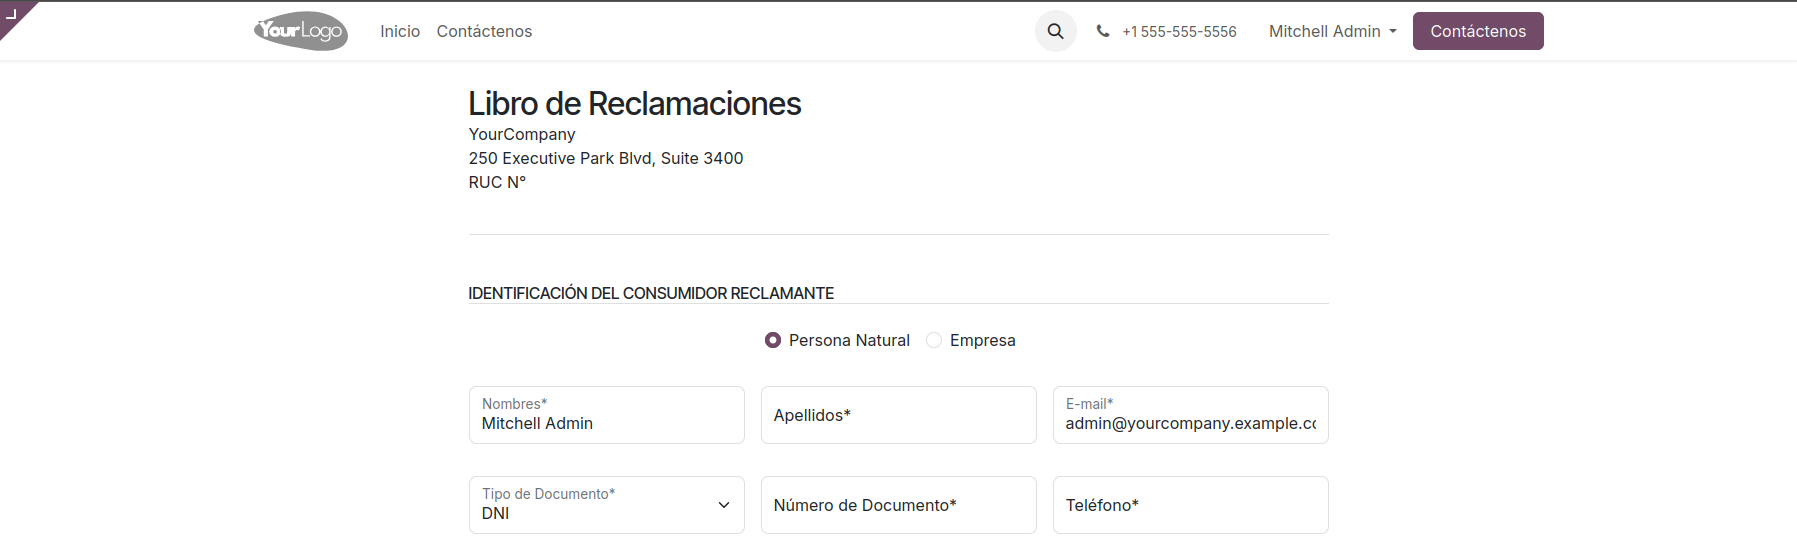 YourLogo Inicio Contáctenos +1 555-555-5556 Mitchell Admin Contáctenos
Libro de Reclamaciones
YourCompany
250 Executive Park Blvd, Suite 3400
RUC N°
IDENTIFICACIÓN DEL CONSUMIDOR RECLAMANTE
Persona Natural Empresa
Nombres*
Mitchell Admin
Apellidos*
E-mail*
admin@yourcompany.example.co
Tipo de Documento*
DNI
Número de Documento*
Teléfono*